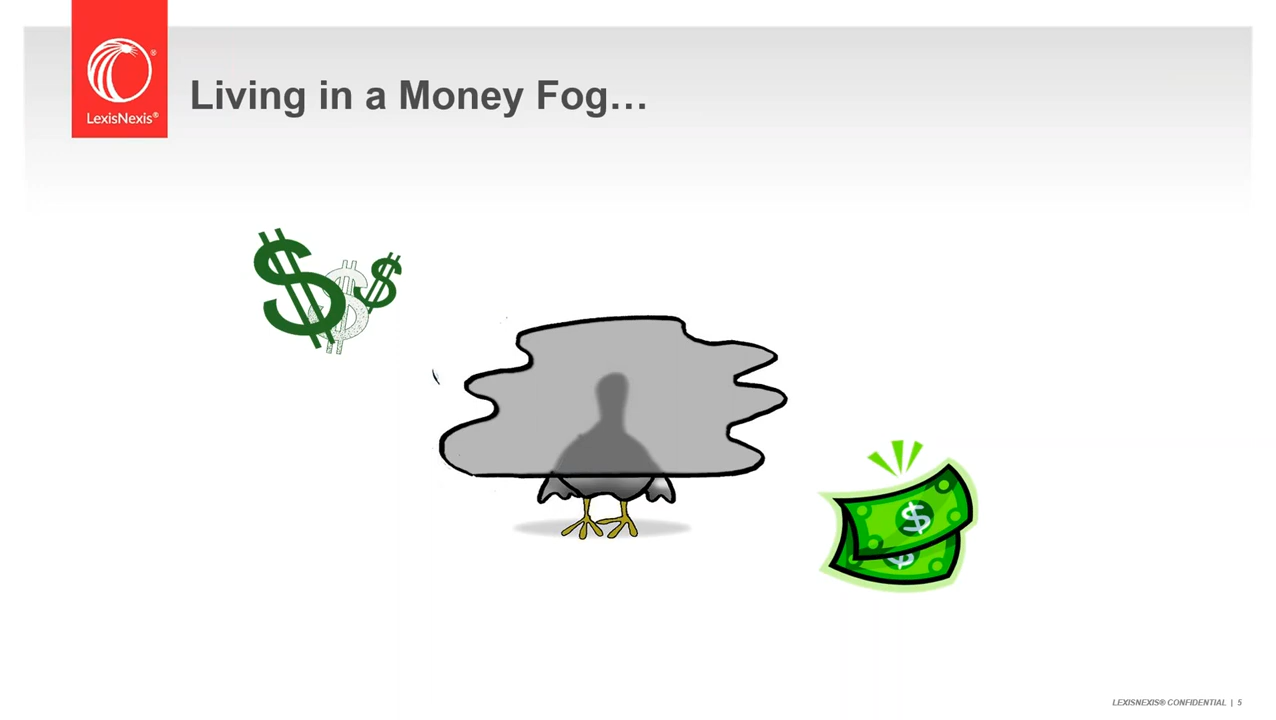 LexisNexis®
Living in a Money Fog…
$
$
$
$
$
LEXISNEXIS® CONFIDENTIAL | 5